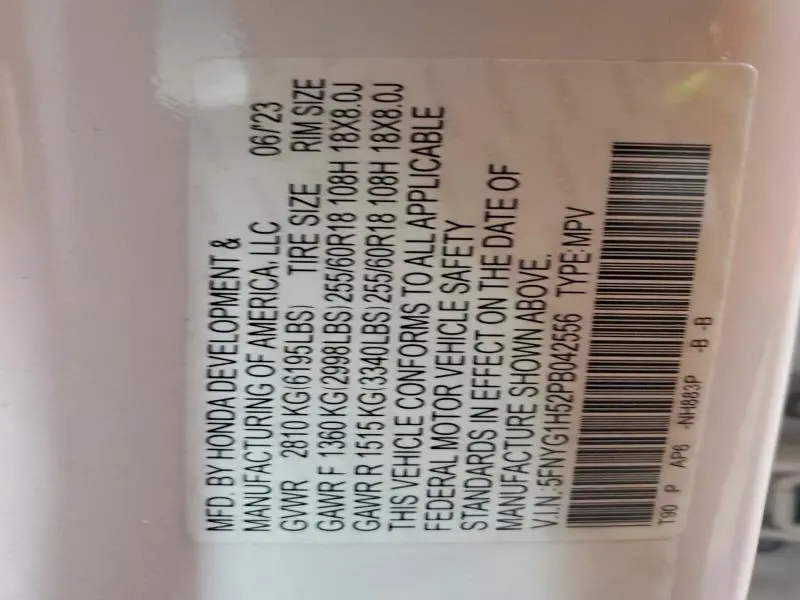 MFD. BY HONDA DEVELOPMENT &
MANUFACTURING OF AMERICA, LLC 06/'23
GVWR 2810 KG (6195LBS) TIRE SIZE RIM SIZE
GAWR F 1360 KG (2998LBS) 255/60R18 108H 18X8.0J
GAWR R 1515 KG (3340LBS) 255/60R18 108H 18X8.0J
THIS VEHICLE CONFORMS TO ALL APPLICABLE
FEDERAL MOTOR VEHICLE SAFETY
STANDARDS IN EFFECT ON THE DATE OF
MANUFACTURE SHOWN ABOVE.
V.I.N.:5FNYG1H52PB042556 TYPE:MPV
T90 P AP6 -NH883P -B -B